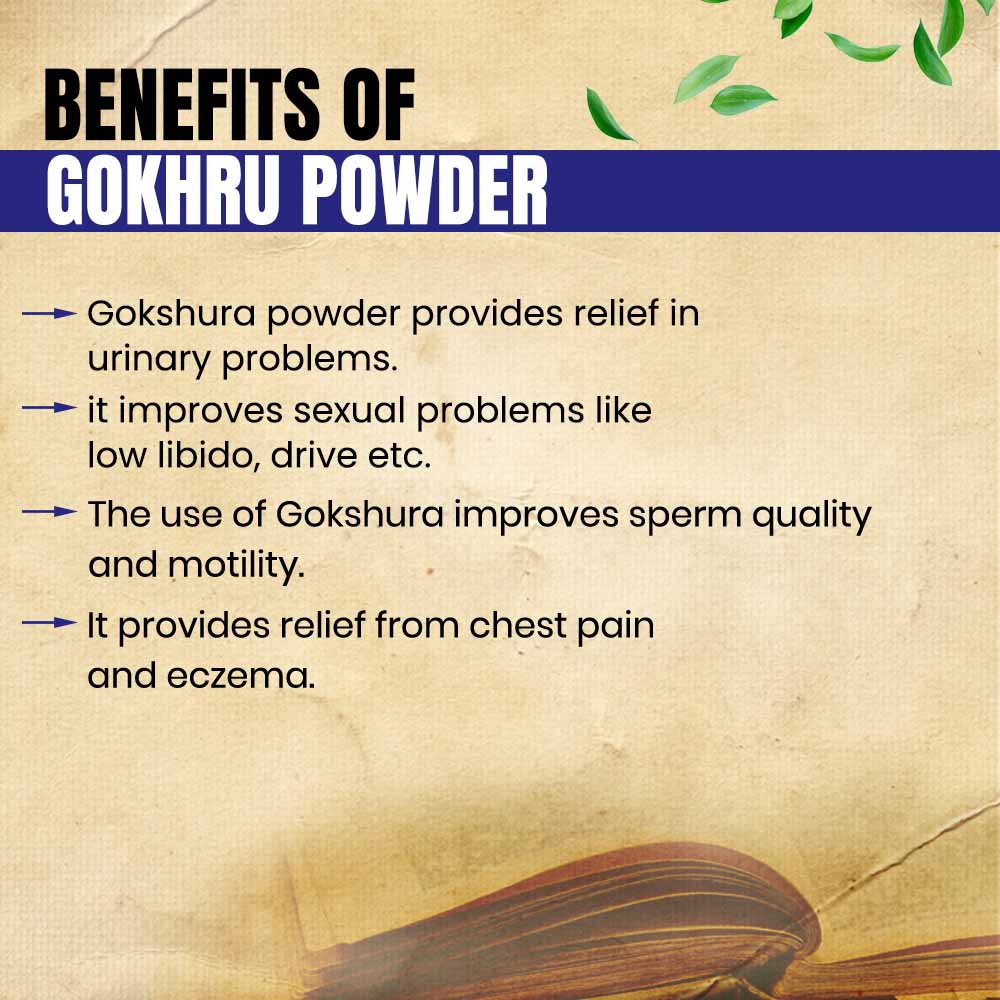 BENEFITS OF
GOKHRU POWDER
Gokshura powder provides relief in
urinary problems.
it improves sexual problems like
low libido, drive etc.
The use of Gokshura improves sperm quality
and motility.
It provides relief from chest pain
and eczema.